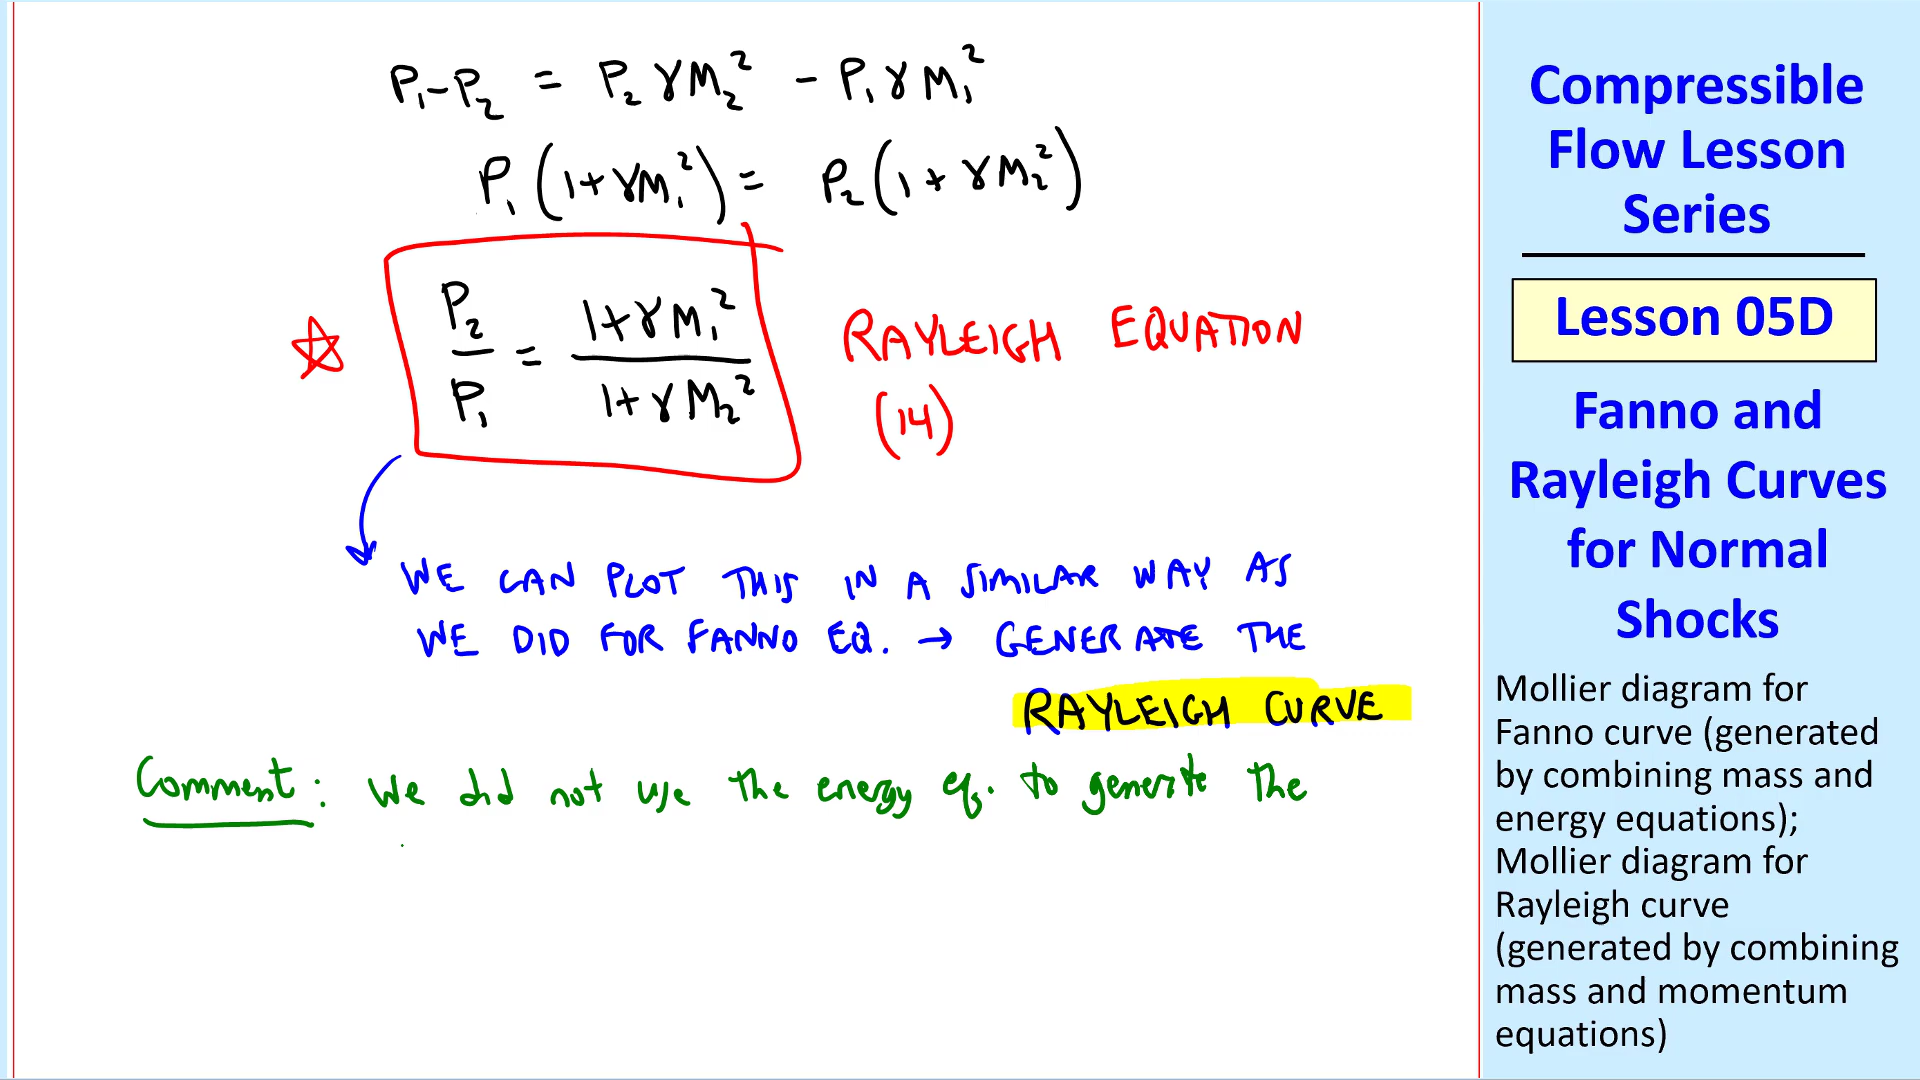 P₁-P₂ = P₂ γM₂² - P₁ γM₁²
P₁ (1+γM₁²) = P₂ (1+γM₂²)
P₂/P₁ = (1+γM₁²)/(1+γM₂²)
RAYLEIGH EQUATION
(14)
WE CAN PLOT THIS IN A SIMILAR WAY AS
WE DID FOR FANNO EQ. → GENERATE THE
RAYLEIGH CURVE
Comment: We did not use the energy eq. to generate the
Compressible
Flow Lesson
Series
Lesson 05D
Fanno and
Rayleigh Curves
for Normal
Shocks
Mollier diagram for
Fanno curve (generated
by combining mass and
energy equations);
Mollier diagram for
Rayleigh curve
(generated by combining
mass and momentum
equations)